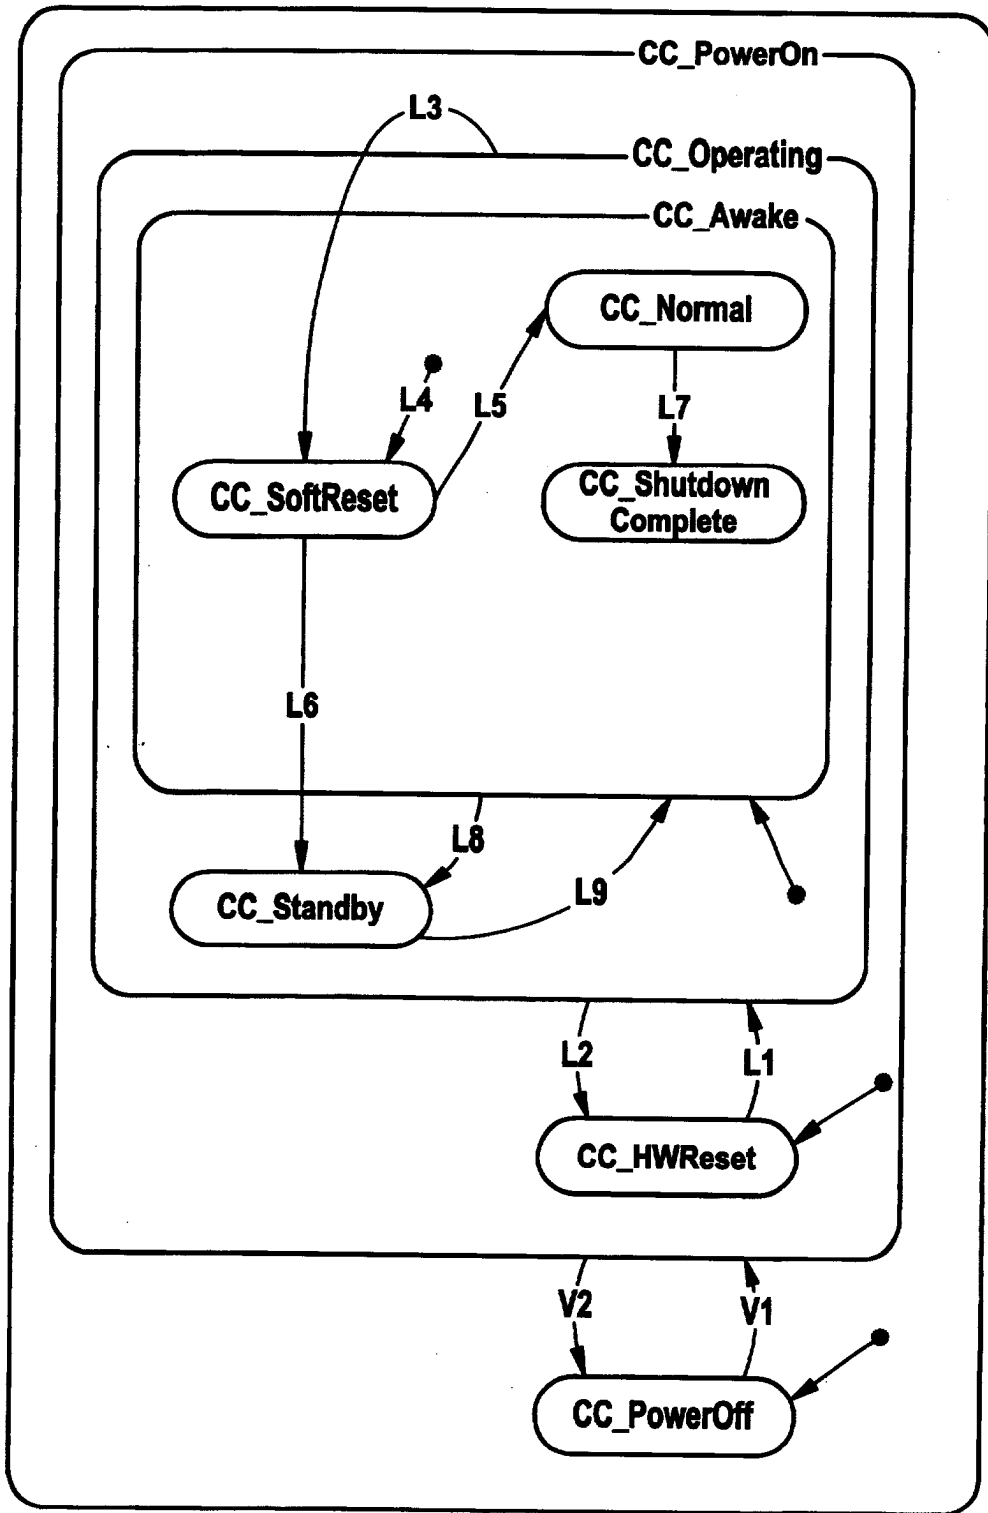 CC_PowerOn
L3
CC_Operating
CC_Awake
CC_Normal
L4
L5
L7
CC_SoftReset
CC_Shutdown
Complete
L6
L8
CC_Standby
L9
L2
L1
CC_HWReset
V2
V1
CC_PowerOff